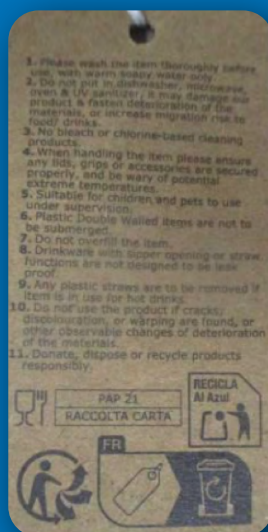 1. Please wash the item thoroughly before
use, with warm soapy water only.
2. Do not put in dishwasher, microwave,
oven & UV sanitizer, it may damage our
product & fasten deterioration of the
materials, or increase migration risk to
food/ drinks.
3. No bleach or chlorine-based cleaning
products.
4. When handling the item please ensure
any lids, grips or accessories are secured
properly, and be wary of potential
extreme temperatures.
5. Suitable for children and pets to use
under supervision.
6. Plastic Double Walled items are not to
be submerged.
7. Do not overfill the item.
8. Drinkware with sipper opening or straw
functions are not designed to be leak
proof.
9. Any plastic straws are to be removed if
item is in use for hot drinks.
10. Do not use the product if cracks,
discolouration, or warping are found, or
other observable changes of deterioration
of the materials.
11. Donate, dispose or recycle products
responsibly.
PAP 21
RACCOLTA CARTA
RECICLA
Al Azul
FR